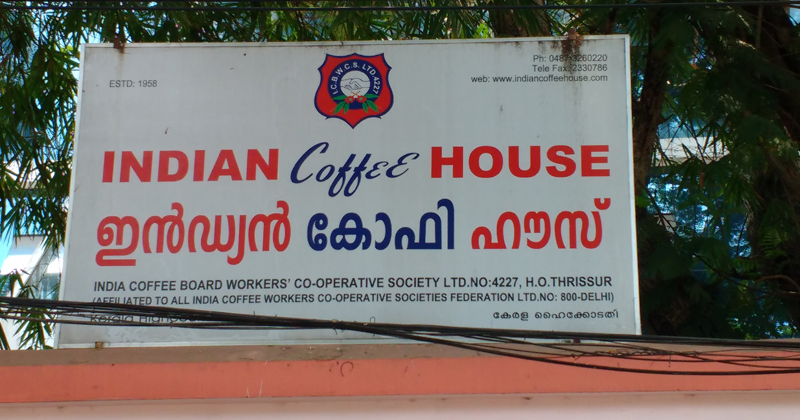 ESTD: 1958
I.C.B.W.C.S. LTD.4227
Ph: 0487-3260220
Tele Fax: 2330786
web: www.indiancoffeehouse.com
INDIAN Coffee HOUSE
ഇൻഡ്യൻ കോഫി ഹൗസ്
INDIA COFFEE BOARD WORKERS' CO-OPERATIVE SOCIETY LTD.NO:4227, H.O.THRISSUR
(AFFILIATED TO ALL INDIA COFFEE WORKERS CO-OPERATIVE SOCIETIES FEDERATION LTD.NO: 800-DELHI)
കേരള ഹൈക്കോടതി